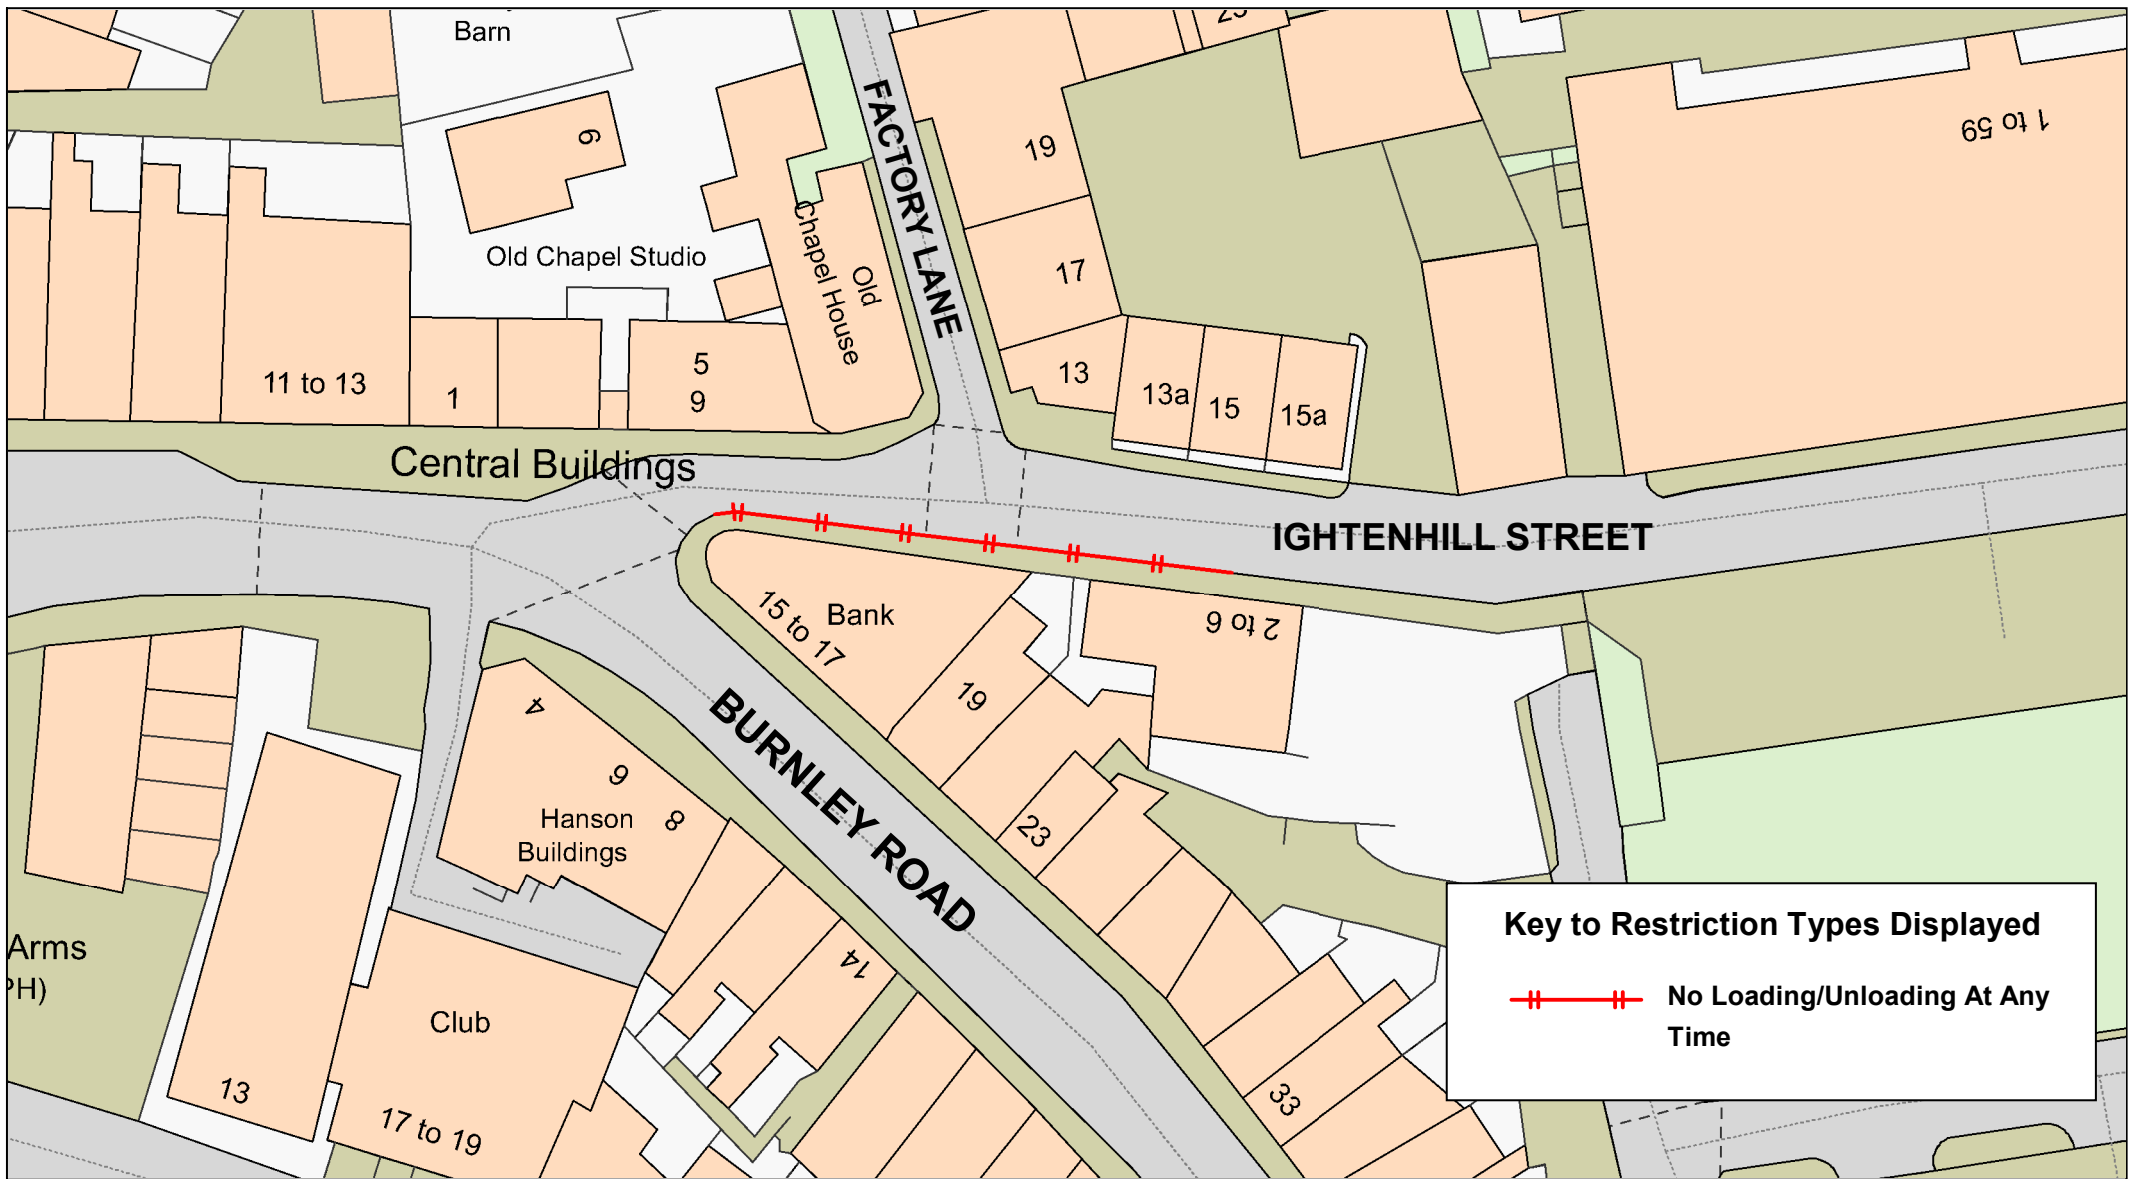 Barn
25
FACTORY LANE
6
19
1 to 59
Old Chapel Studio
Old
Chapel House
17
11 to 13
1
5
9
13
13a
15
15a
Central Buildings
IGHTENHILL STREET
Bank
15 to 17
2 to 6
19
4
6
8
Hanson
Buildings
BURNLEY ROAD
23
14
Arms
PH)
Club
13
17 to 19
33
Key to Restriction Types Displayed
No Loading/Unloading At Any
Time